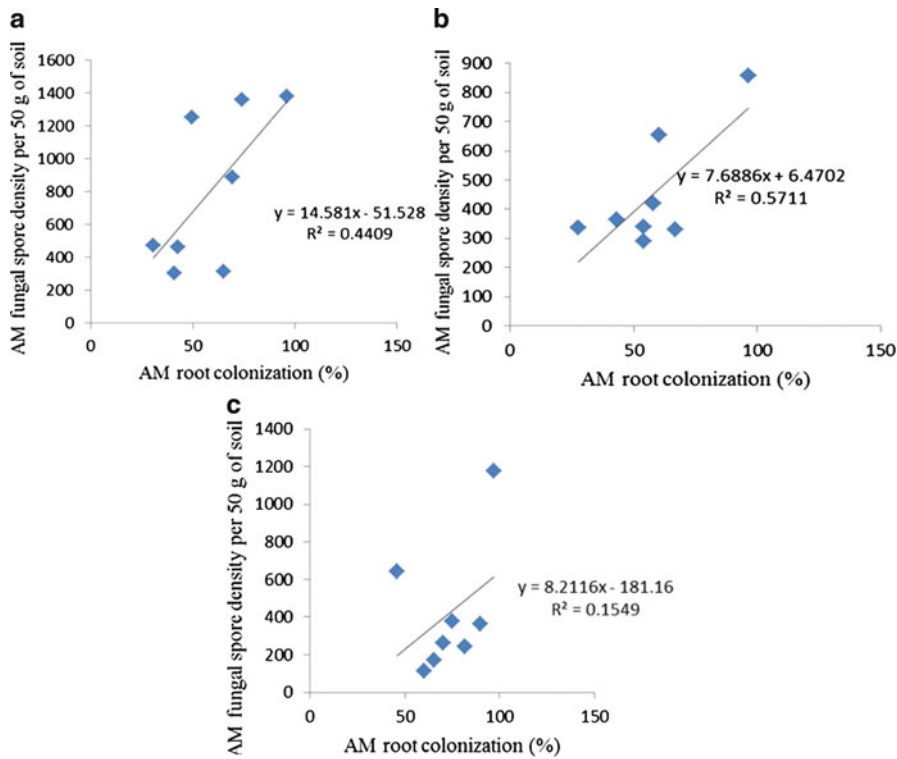 a
AM fungal spore density per 50 g of soil
1600
1400
1200
1000
800
600
400
200
0
0 50 100 150
AM root colonization (%)
y = 14.581x - 51.528
R² = 0.4409
b
AM fungal spore density per 50 g of soil
900
800
700
600
500
400
300
200
100
0
0 50 100 150
AM root colonization (%)
y = 7.6886x + 6.4702
R² = 0.5711
c
AM fungal spore density per 50 g of soil
1400
1200
1000
800
600
400
200
0
0 50 100 150
AM root colonization (%)
y = 8.2116x - 181.16
R² = 0.1549